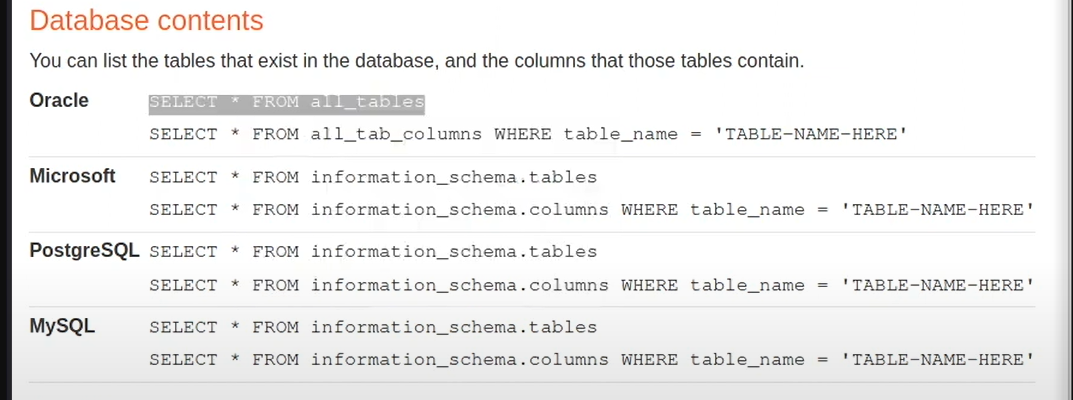 Database contents
You can list the tables that exist in the database, and the columns that those tables contain.
Oracle SELECT * FROM all_tables
SELECT * FROM all_tab_columns WHERE table_name = 'TABLE-NAME-HERE'
Microsoft SELECT * FROM information_schema.tables
SELECT * FROM information_schema.columns WHERE table_name = 'TABLE-NAME-HERE'
PostgreSQL SELECT * FROM information_schema.tables
SELECT * FROM information_schema.columns WHERE table_name = 'TABLE-NAME-HERE'
MySQL SELECT * FROM information_schema.tables
SELECT * FROM information_schema.columns WHERE table_name = 'TABLE-NAME-HERE'